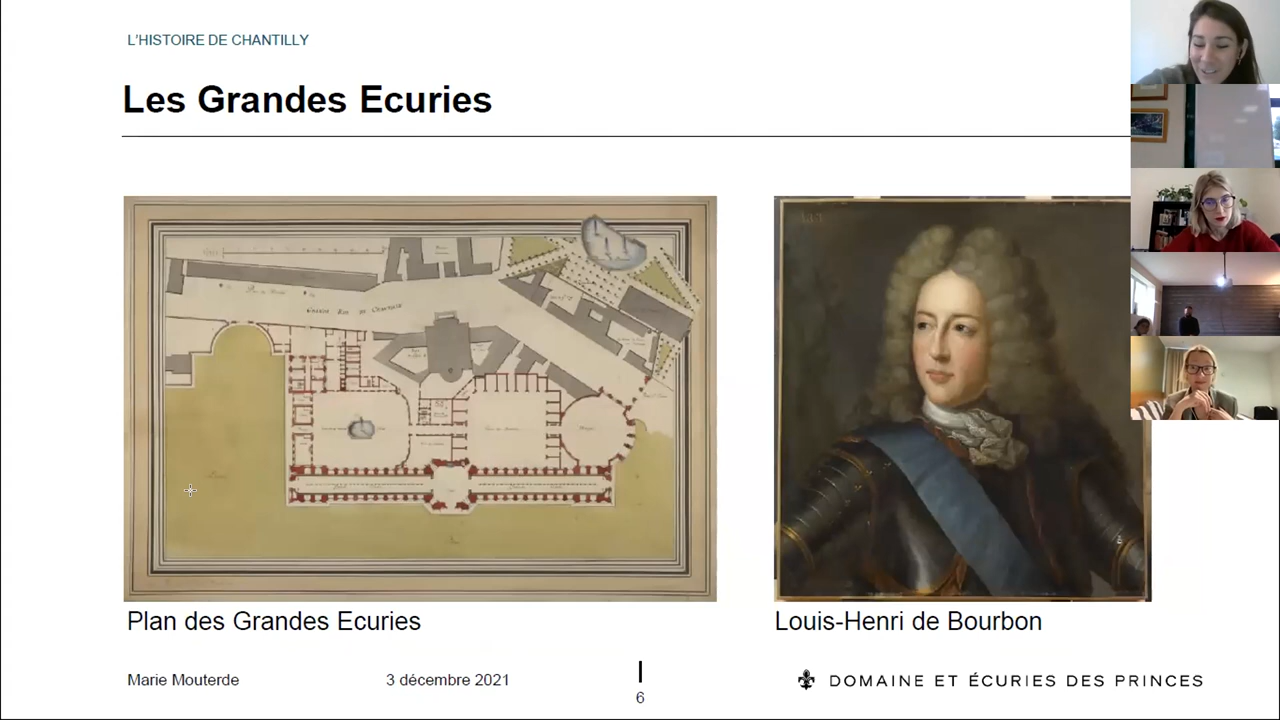 L'HISTOIRE DE CHANTILLY
Les Grandes Ecuries
Plan des Grandes Ecuries
Louis-Henri de Bourbon
Marie Mouterde
3 décembre 2021
6
DOMAINE ET ÉCURIES DES PRINCES